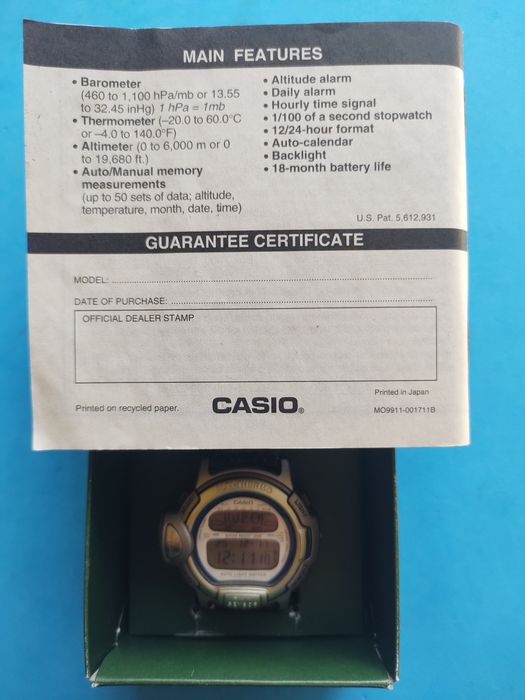 MAIN FEATURES
• Barometer
(460 to 1,100 hPa/mb or 13.55
to 32.45 inHg) 1 hPa = 1mb
• Thermometer (–20.0 to 60.0°C
or –4.0 to 140.0°F)
• Altimeter (0 to 6,000 m or 0
to 19,680 ft.)
• Auto/Manual memory
measurements
(up to 50 sets of data; altitude,
temperature, month, date, time)
• Altitude alarm
• Daily alarm
• Hourly time signal
• 1/100 of a second stopwatch
• 12/24-hour format
• Auto-calendar
• Backlight
• 18-month battery life
U.S. Pat. 5,612,931
GUARANTEE CERTIFICATE
MODEL:
DATE OF PURCHASE:
OFFICIAL DEALER STAMP
Printed on recycled paper.
CASIO®
Printed in Japan
MO9911-001711B
CASIO
12:11